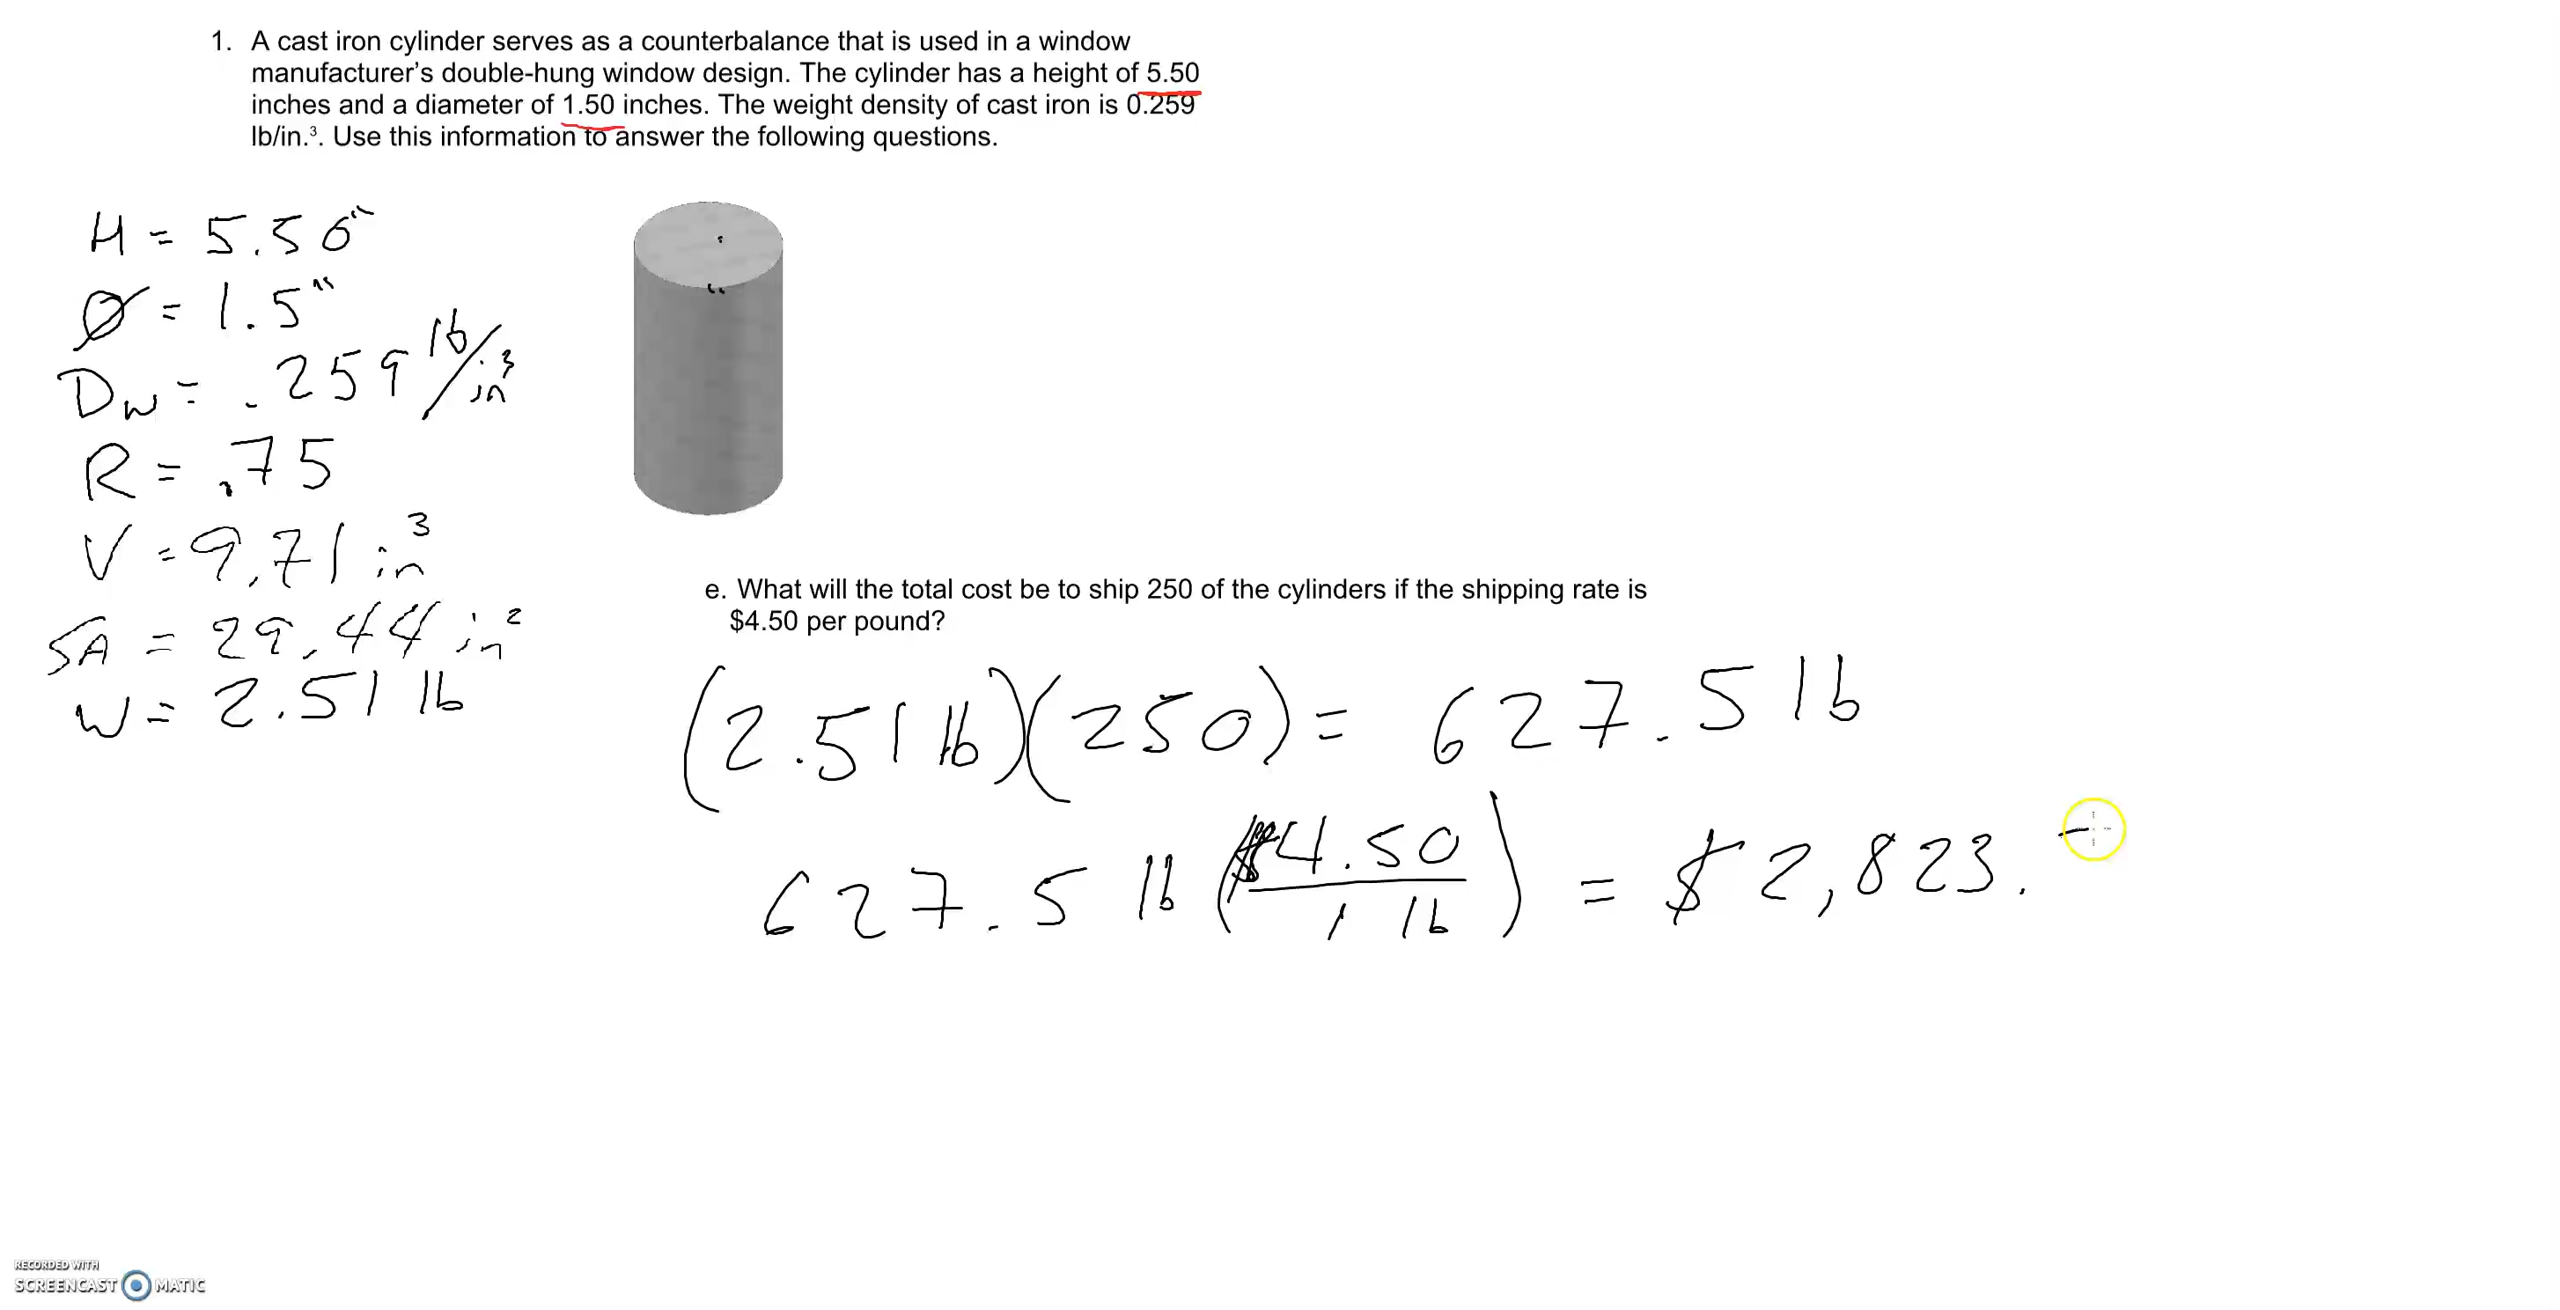 1. A cast iron cylinder serves as a counterbalance that is used in a window
manufacturer's double-hung window design. The cylinder has a height of 5.50
inches and a diameter of 1.50 inches. The weight density of cast iron is 0.259
lb/in.³. Use this information to answer the following questions.
H = 5.50"
Ø = 1.5"
Dw = .259 lb/in³
R = .75
V = 9.71 in³
SA = 29.44 in²
W = 2.51 lb
e. What will the total cost be to ship 250 of the cylinders if the shipping rate is
$4.50 per pound?
(2.51 lb)(250) = 627.5 lb
627.5 lb ($4.50 / 1 lb) = $2,823.
RECORDED WITH
SCREENCAST MATIC